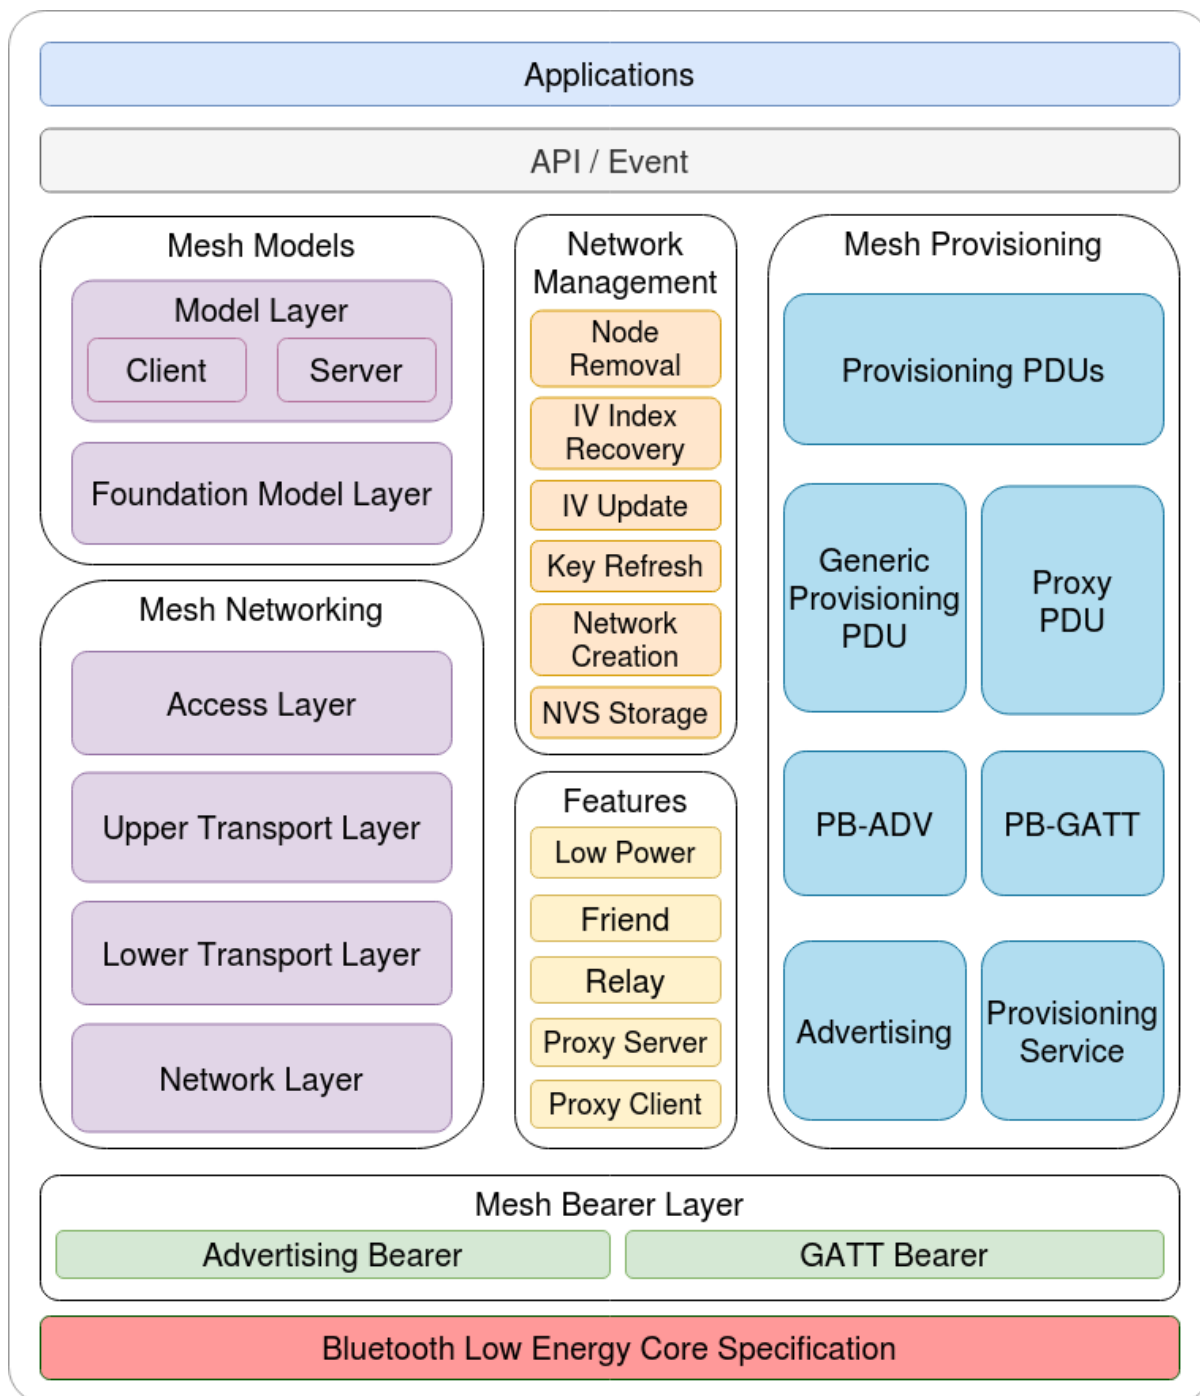 Applications
API / Event
Mesh Models
Model Layer
Client
Server
Foundation Model Layer
Mesh Networking
Access Layer
Upper Transport Layer
Lower Transport Layer
Network Layer
Network
Management
Node
Removal
IV Index
Recovery
IV Update
Key Refresh
Network
Creation
NVS Storage
Features
Low Power
Friend
Relay
Proxy Server
Proxy Client
Mesh Provisioning
Provisioning PDUs
Generic
Provisioning
PDU
Proxy
PDU
PB-ADV
PB-GATT
Advertising
Provisioning
Service
Mesh Bearer Layer
Advertising Bearer
GATT Bearer
Bluetooth Low Energy Core Specification